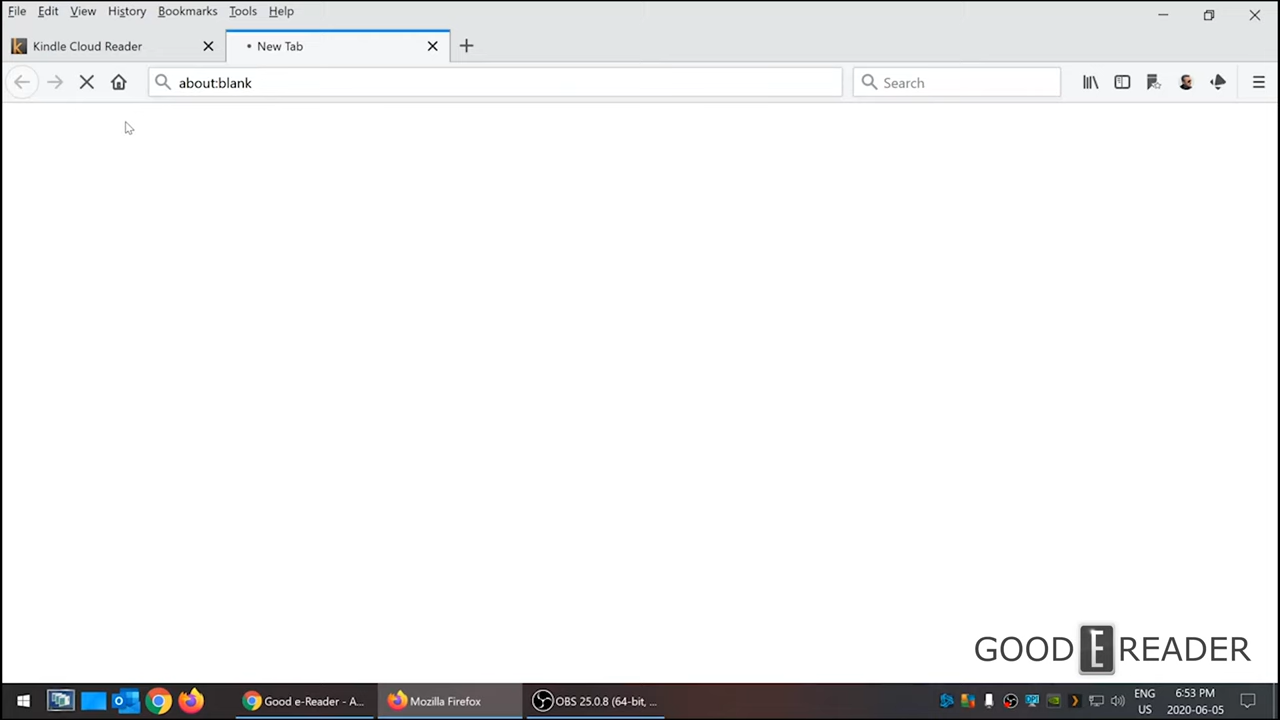 File Edit View History Bookmarks Tools Help
Kindle Cloud Reader
New Tab
about:blank
Search
GOOD E READER
Good e-Reader - A...
Mozilla Firefox
OBS 25.0.8 (64-bit, ...
ENG
US
6:53 PM
2020-06-05